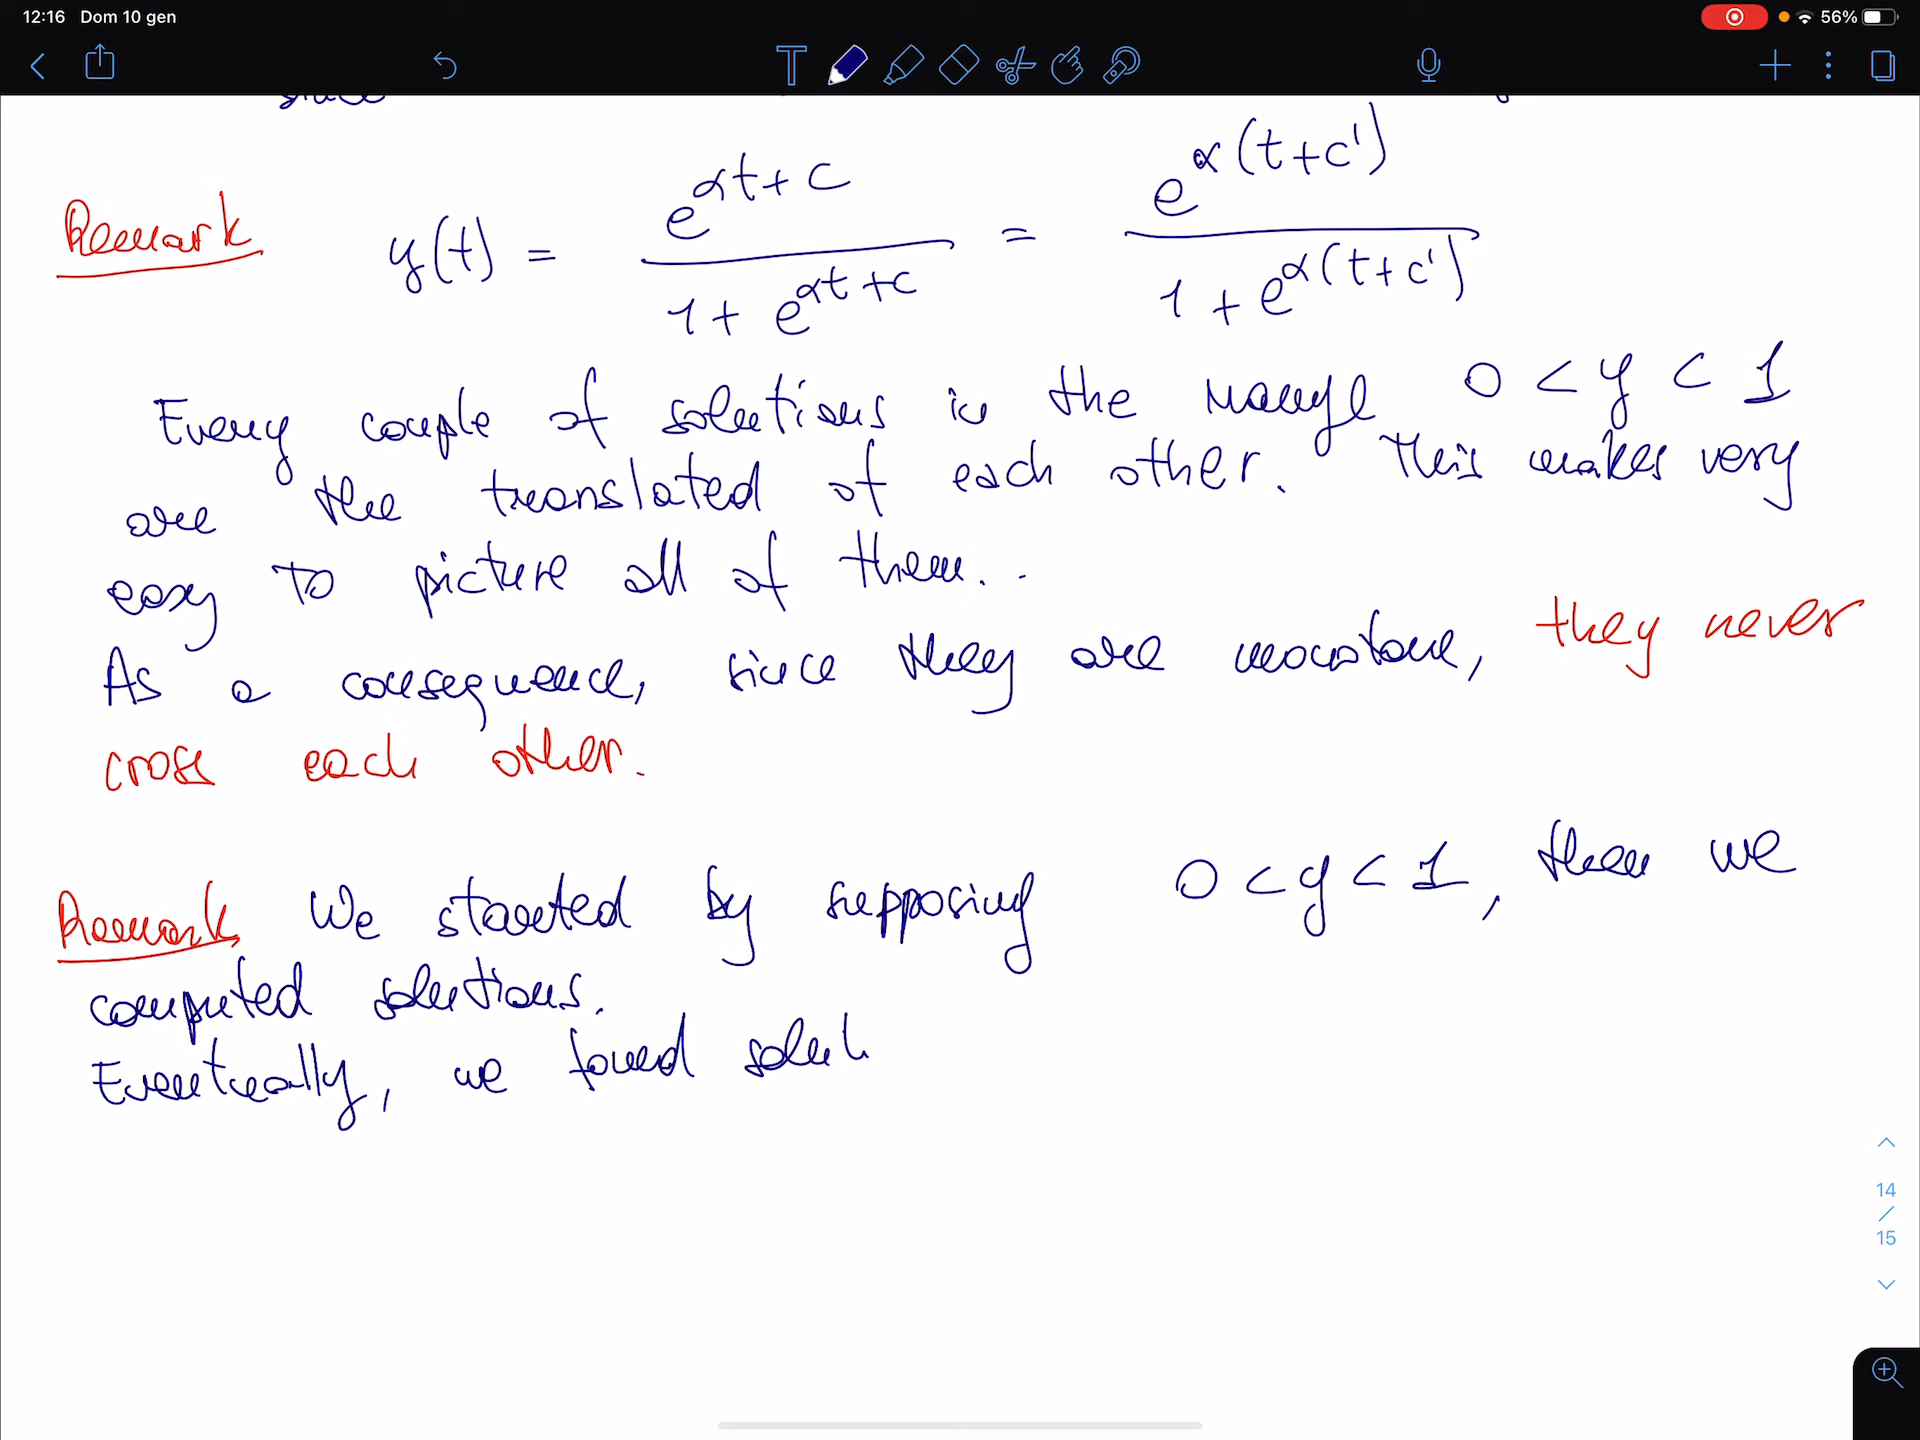 12:16 Dom 10 gen 56%
since
Remark y(t) = e^{αt+c} / (1 + e^{αt+c}) = e^{α(t+c')} / (1 + e^{α(t+c')})
Every couple of solutions in the range 0 < y < 1
are the translated of each other. This makes very
easy to picture all of them..
As a consequence, since they are monotone, they never
cross each other.
Remark We started by supposing 0 < y < 1, then we
computed solutions.
Eventually, we found solut
14
/
15